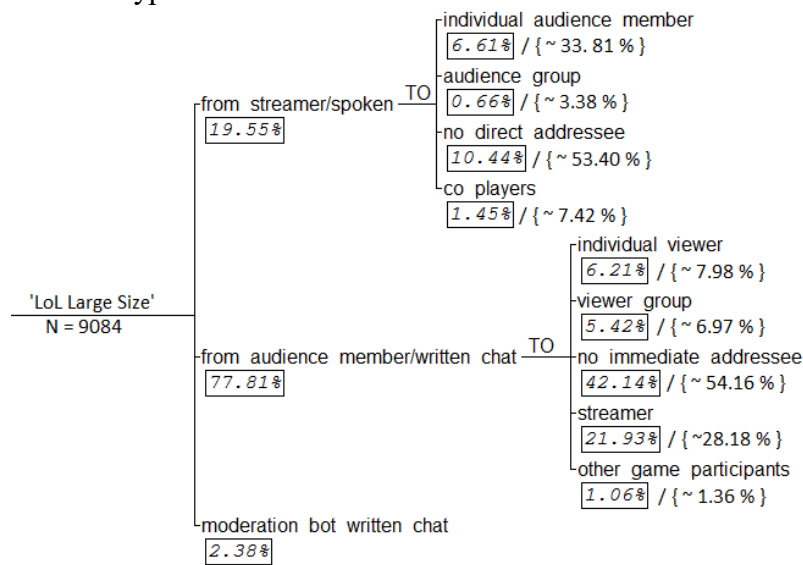 individual audience member
6.61% / { ~ 33. 81 % }
audience group
0.66% / { ~ 3.38 % }
from streamer/spoken TO
19.55%
no direct addressee
10.44% / { ~ 53.40 % }
co players
1.45% / { ~ 7.42 % }
individual viewer
6.21% / { ~ 7.98 % }
'LoL Large Size'
N = 9084
viewer group
5.42% / { ~ 6.97 % }
from audience member/written chat TO
77.81%
no immediate addressee
42.14% / { ~ 54.16 % }
streamer
21.93% / { ~28.18 % }
other game participants
1.06% / { ~ 1.36 % }
moderation bot written chat
2.38%